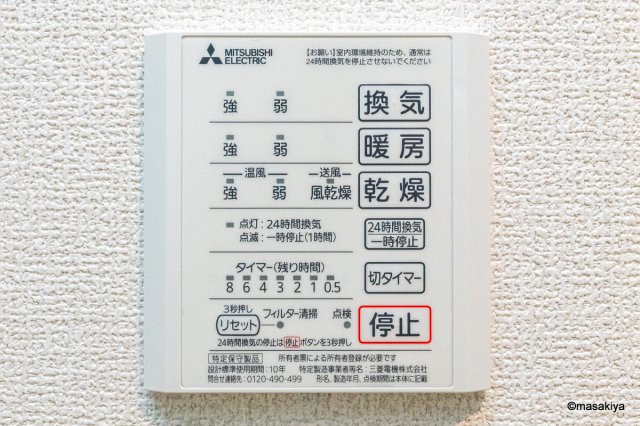 MITSUBISHI
ELECTRIC
【お願い】室内環境維持のため、通常は
24時間換気を停止させないでください
強 弱 換気
強 弱 暖房
温風 送風
強 弱 風乾燥 乾燥
点灯:24時間換気
点滅:一時停止(1時間)
24時間換気
一時停止
タイマー(残り時間)
8 6 4 3 2 1 0.5
切タイマー
3秒押し
リセット フィルター清掃 点検
停止
24時間換気の停止は停止ボタンを3秒押し
特定保守製品 所有者票による所有者登録が必要です
設計標準使用期間:10年 特定製造事業者等名:三菱電機株式会社
問合せ連絡先:0120-490-499 形名、製造年月、点検期間は本体に記載
©masakiya